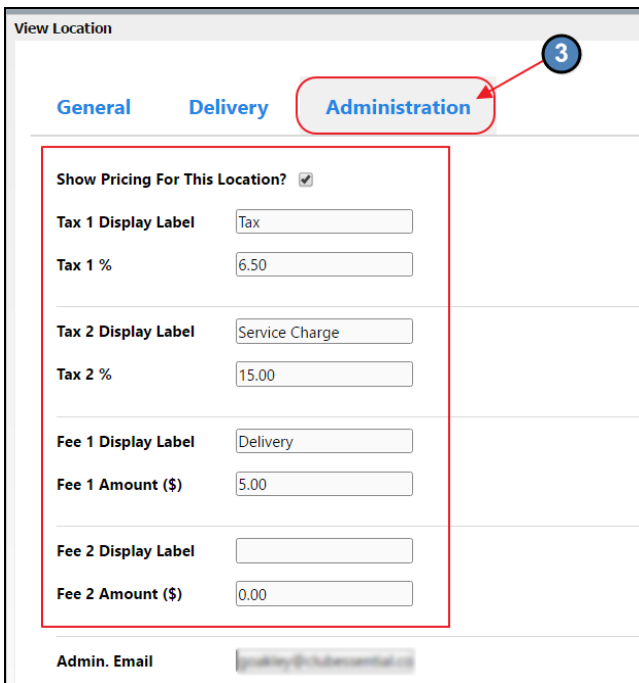 View Location
3
General Delivery Administration
Show Pricing For This Location?
Tax 1 Display Label Tax
Tax 1 % 6.50
Tax 2 Display Label Service Charge
Tax 2 % 15.00
Fee 1 Display Label Delivery
Fee 1 Amount ($) 5.00
Fee 2 Display Label
Fee 2 Amount ($) 0.00
Admin. Email